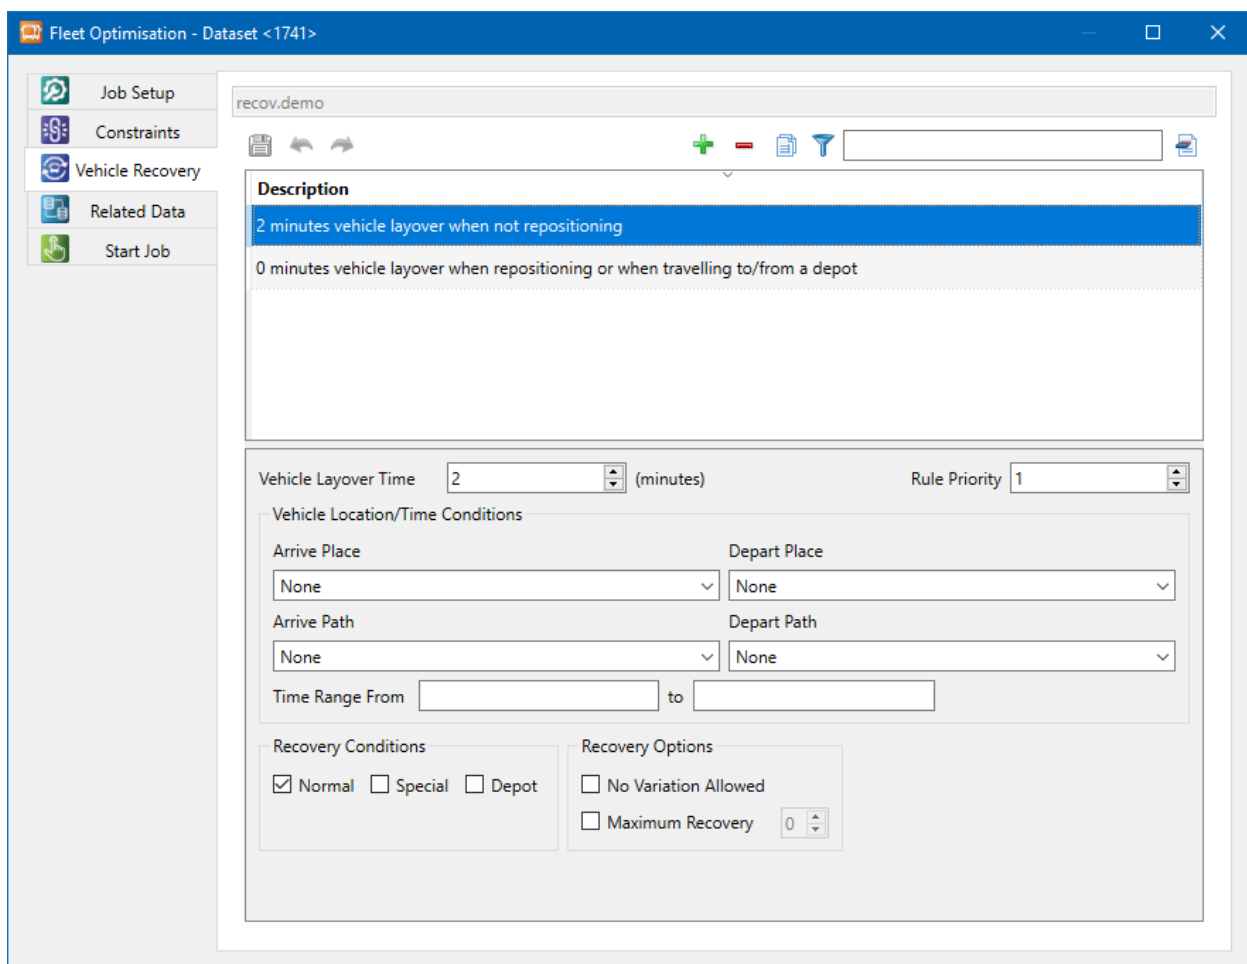 Fleet Optimisation - Dataset <1741>
Job Setup
Constraints
Vehicle Recovery
Related Data
Start Job
recov.demo
Description
2 minutes vehicle layover when not repositioning
0 minutes vehicle layover when repositioning or when travelling to/from a depot
Vehicle Layover Time 2 (minutes) Rule Priority 1
Vehicle Location/Time Conditions
Arrive Place Depart Place
None None
Arrive Path Depart Path
None None
Time Range From to
Recovery Conditions Recovery Options
Normal Special Depot No Variation Allowed
Maximum Recovery 0